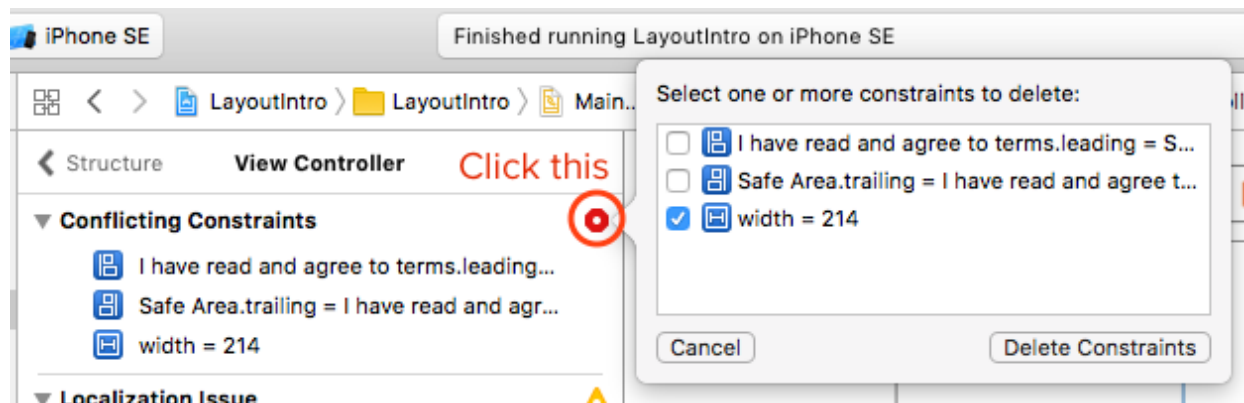 iPhone SE
Finished running LayoutIntro on iPhone SE
LayoutIntro
LayoutIntro
Main..
Structure
View Controller
Click this
Conflicting Constraints
I have read and agree to terms.leading...
Safe Area.trailing = I have read and agr...
width = 214
Localization Issue
Select one or more constraints to delete:
I have read and agree to terms.leading = S...
Safe Area.trailing = I have read and agree t...
width = 214
Cancel
Delete Constraints